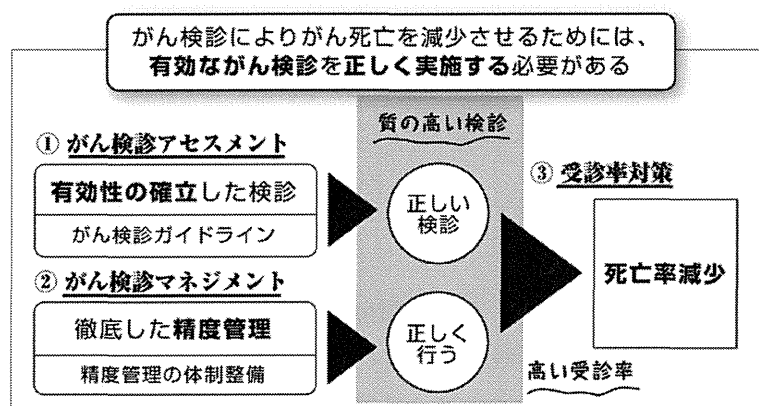 がん検診によりがん死亡を減少させるためには、
有効ながん検診を正しく実施する必要がある
質の高い検診
① がん検診アセスメント
有効性の確立した検診
がん検診ガイドライン
正しい
検診
② がん検診マネジメント
徹底した精度管理
精度管理の体制整備
正しく
行う
③ 受診率対策
死亡率減少
高い受診率